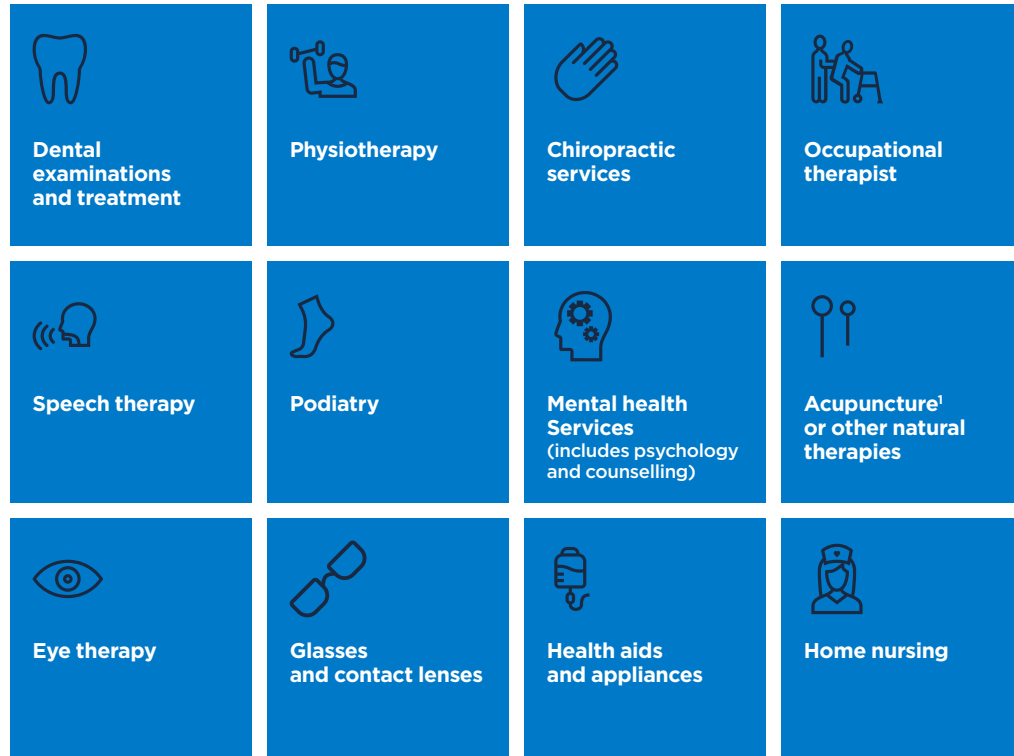 Dental
examinations
and treatment
Physiotherapy
Chiropractic
services
Occupational
therapist
Speech therapy
Podiatry
Mental health
Services
(includes psychology
and counselling)
Acupuncture¹
or other natural
therapies
Eye therapy
Glasses
and contact lenses
Health aids
and appliances
Home nursing